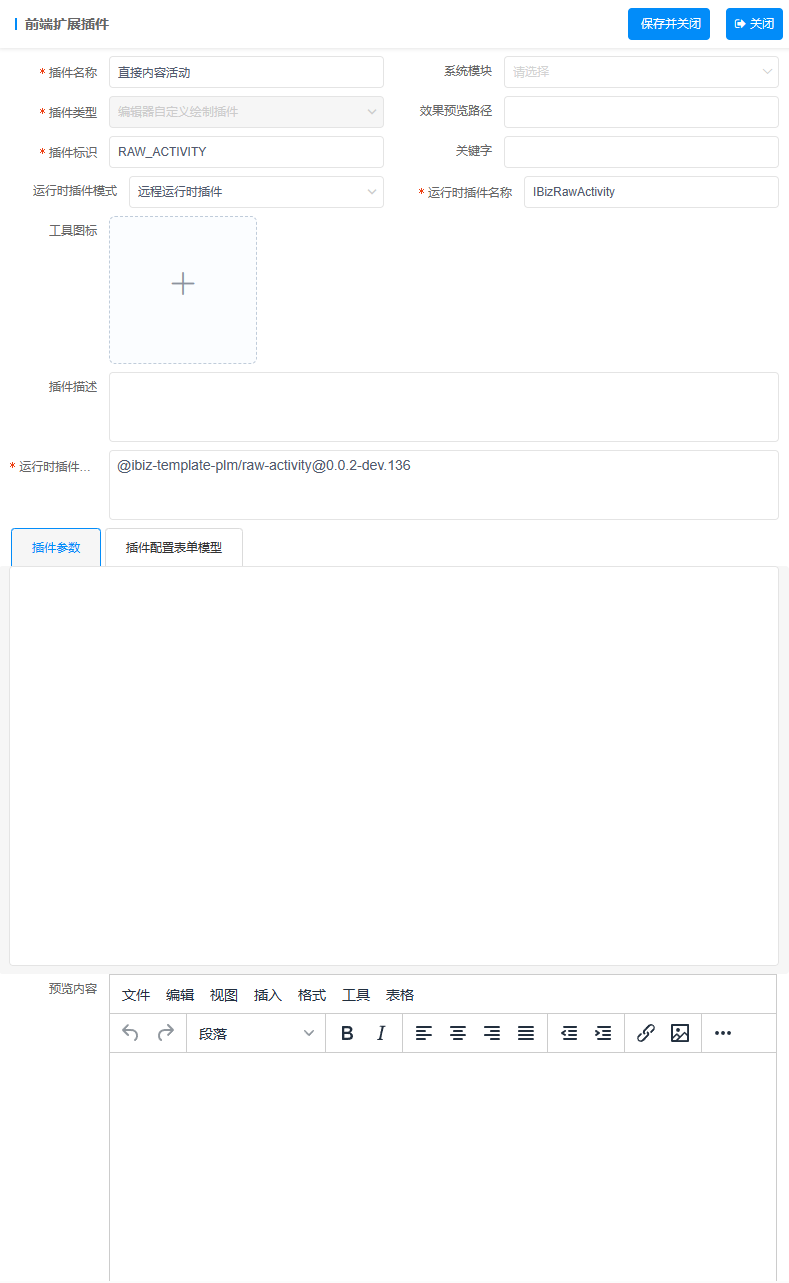 前端扩展插件
保存并关闭
关闭
* 插件名称 直接内容活动
系统模块 请选择
* 插件类型 编辑器自定义绘制插件
效果预览路径
* 插件标识 RAW_ACTIVITY
关键字
运行时插件模式 远程运行时插件
* 运行时插件名称 IBizRawActivity
工具图标
插件描述
* 运行时插件... @ibiz-template-plm/raw-activity@0.0.2-dev.136
插件参数 插件配置表单模型
预览内容 文件 编辑 视图 插入 格式 工具 表格
段落 B I